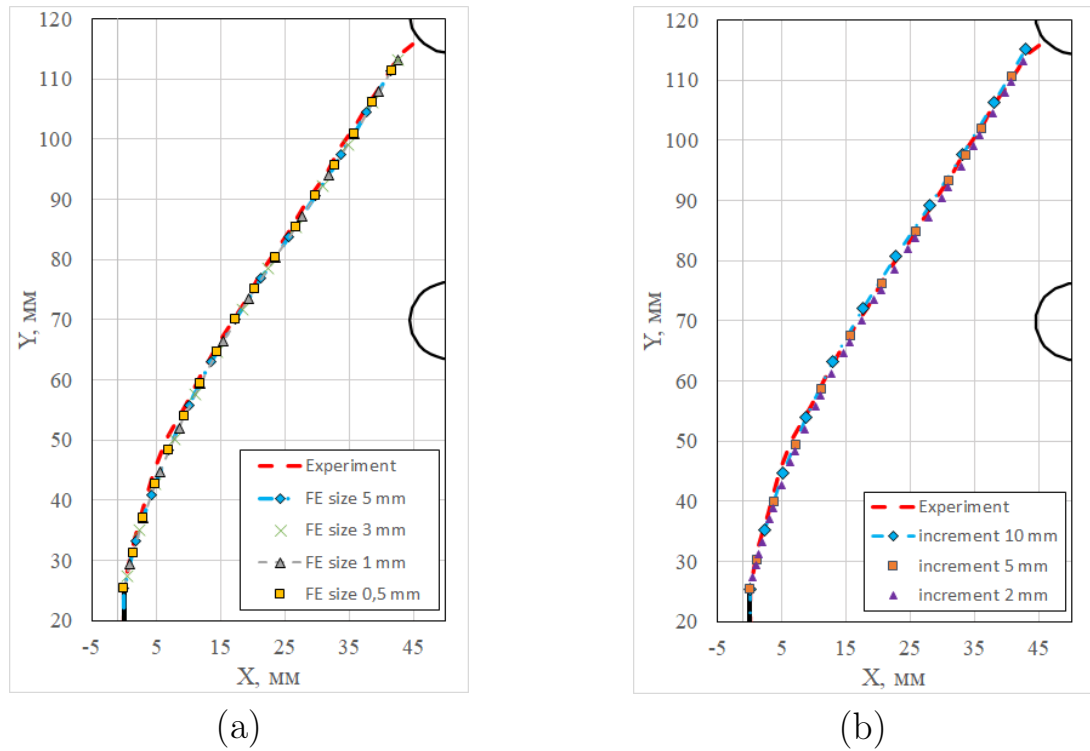 120
110
100
90
80
70
60
50
40
30
20
Y, мм
-5
5
15
25
35
45
X, мм
Experiment
FE size 5 mm
FE size 3 mm
FE size 1 mm
FE size 0,5 mm
(a)
120
110
100
90
80
70
60
50
40
30
20
Y, мм
-5
5
15
25
35
45
X, мм
Experiment
increment 10 mm
increment 5 mm
increment 2 mm
(b)